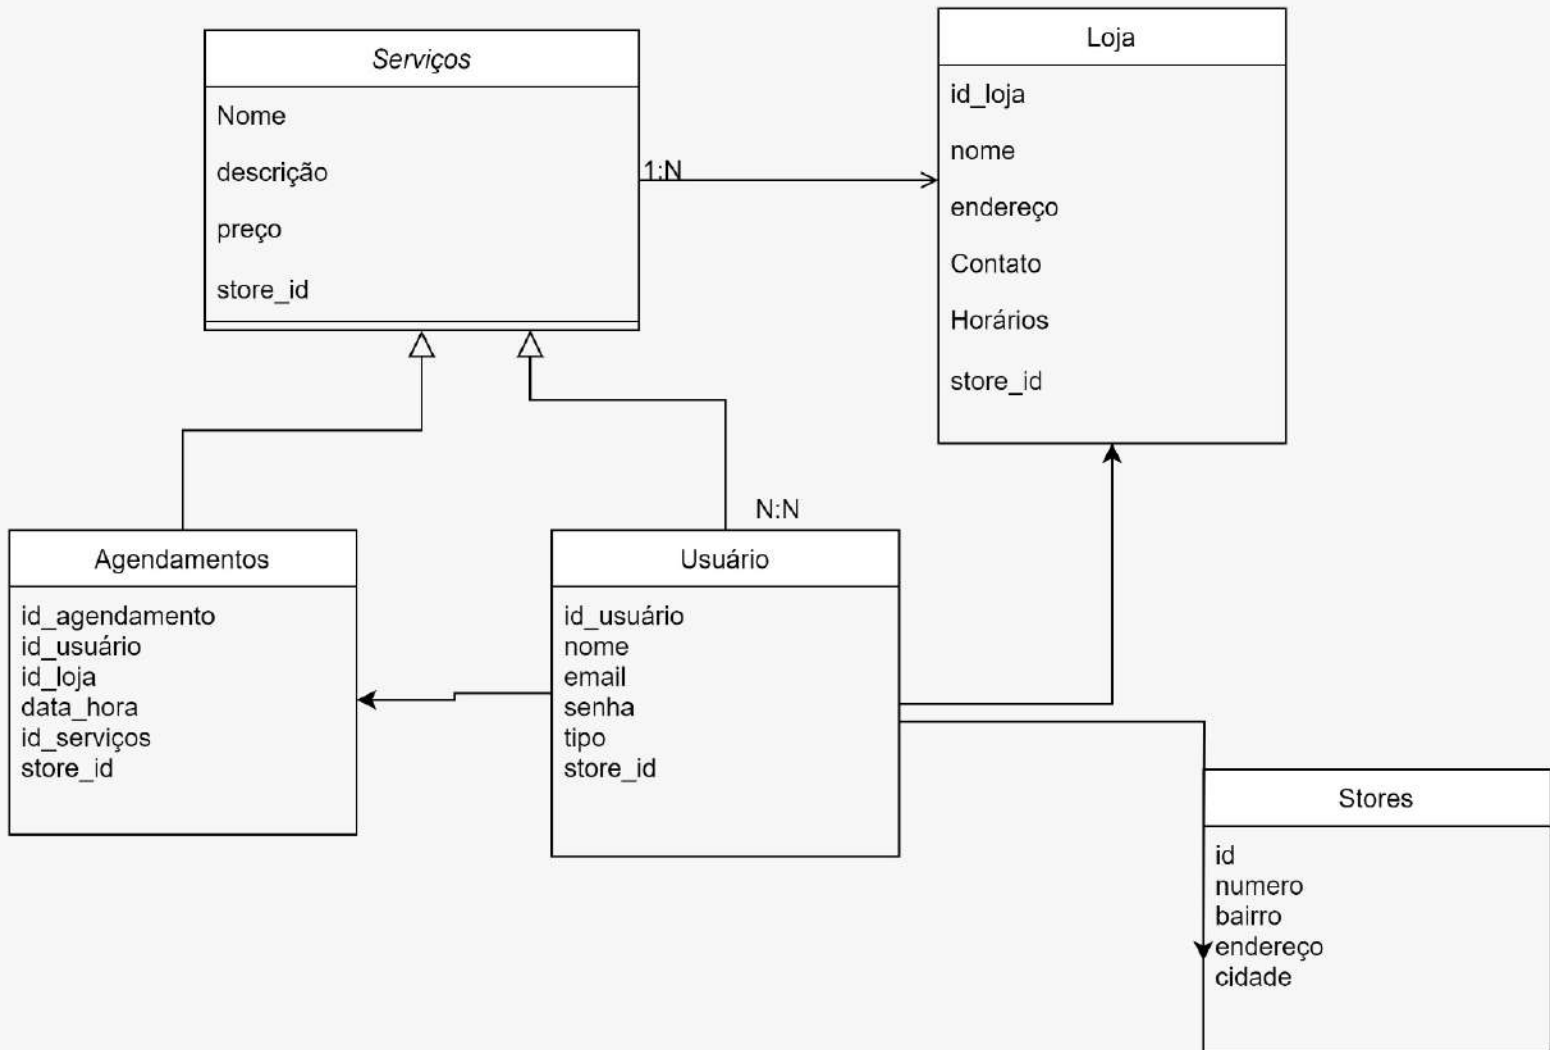 Serviços
Nome
descrição
preço
store_id
1:N
Loja
id_loja
nome
endereço
Contato
Horários
store_id
N:N
Agendamentos
id_agendamento
id_usuário
id_loja
data_hora
id_serviços
store_id
Usuário
id_usuário
nome
email
senha
tipo
store_id
Stores
id
numero
bairro
endereço
cidade